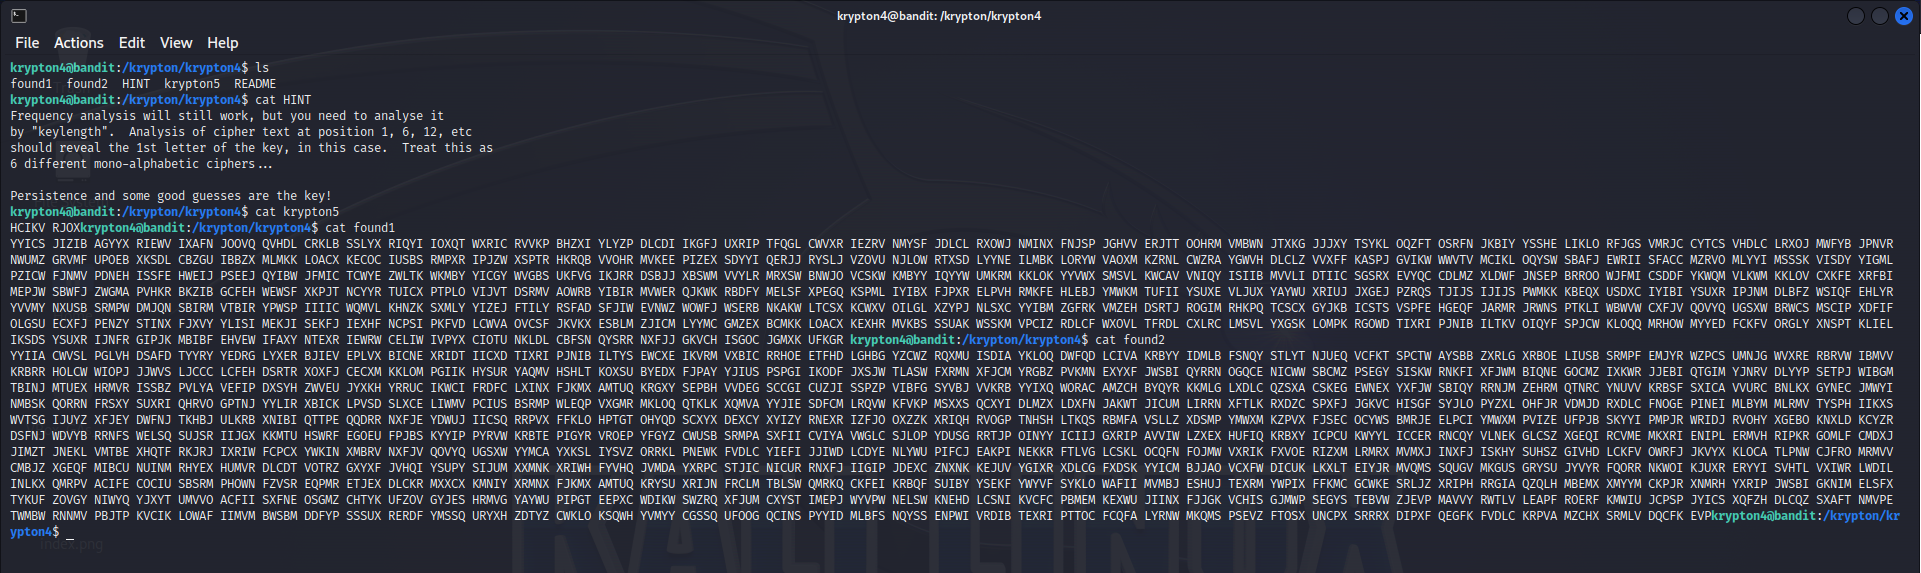 krypton4@bandit: /krypton/krypton4
File Actions Edit View Help
krypton4@bandit:/krypton/krypton4$ ls
found1 found2 HINT krypton5 README
krypton4@bandit:/krypton/krypton4$ cat HINT
Frequency analysis will still work, but you need to analyse it
by "keylength". Analysis of cipher text at position 1, 6, 12, etc
should reveal the 1st letter of the key, in this case. Treat this as
6 different mono-alphabetic ciphers...
Persistence and some good guesses are the key!
krypton4@bandit:/krypton/krypton4$ cat krypton5
HCIKV RJOXkrypton4@bandit:/krypton/krypton4$ cat found1
YYICS JIZIB AGYYX RIEWV IXAFN JOOVQ QVHDL CRKLB SSLYX RIQYI IOXQT WXRIC RVVKP BHZXI YLYZP DLCDI IKGFJ UXRIP TFQGL CWVXR IEZRV NMYSF JDLCL RXOWJ NMINX FNJSP JGHVV ERJTT OOHRM VMBWN JTXKG JJJXY TSYKL OQZFT OSRFN JKBIY YSSHE LIKLO RFJGS VMRJC CYTCS VHDLC LRXOJ MWFYB JPNVR
NWUMZ GRVMF UPOEB XKSDL CBZGU IBBZX MLMKK LOACX KECOC IUSBS RMPXR IPJZW XSPTR HKRQB VVOHR MVKEE PIZEX SDYYI QERJJ RYSLJ VZOVU NJLOW RTXSD LYYNE ILMBK LORYW VAOXM KZRNL CWZRA YGWVH DLCLZ VVXFF KASPJ GVIKW WWVTV MCIKL OQYSW SBAFJ EWRII SFACC MZRVO MLYYI MSSSK VISDY YIGML
PZICW FJNMV PDNEH ISSFE HWEIJ PSEEJ QYIBW JFMIC TCWYE ZWLTK WKMBY YICGY WVGBS UKFVG IKJRR DSBJJ XBSWM VVYLR MRXSW BNWJO VCSKW KMBYY IQYYW UMKRM KKLOK YYVWX SMSVL KWCAV VNIQY ISIIB MVVLI DTIIC SGSRX EVYQC CDLMZ XLDWF JNSEP BRROO WJFMI CSDDF YKWQM VLKWM KKLOV CXKFE XRFBI
MEPJW SBWFJ ZWGMA PVHKR BKZIB GCFEH WEWSF XKPJT NCYYR TUICX PTPLO VIJVT DSRMV AOWRB YIBIR MVWER QJKWK RBDFY MELSF XPEGQ KSPML IYIBX FJPXR ELPVH RMKFE HLEBJ YMWKM TUFII YSUXE VLJUX YAYWU XRIUJ JXGEJ PZRQS TJIJS IJIJS PWMKK KBEQX USDXC IYIBI YSUXR IPJNM DLBFZ WSIQF EHLYR
YVVMY NXUSB SRMPW DMJQN SBIRM VTBIR YPWSP IIIIC WQMVL KHNZK SXMLY YIZEJ FTILY RSFAD SFJIW EVNWZ WOWFJ WSERB NKAKW LTCSX KCWXV OILGL XZYPJ NLSXC YYIBM ZGFRK VMZEH DSRTJ ROGIM RHKPQ TCSCX GYJKB ICSTS VSPFE HGEQF JARMR JRWNS PTKLI WBWVW CXFJV QOVYQ UGSXW BRWCS MSCIP XDFIF
OLGSU ECXFJ PENZY STINX FJXVY YLISI MEKJI SEKFJ IEXHF NCPSI PKFVD LCWVA OVCSF JKVKX ESBLM ZJICM LYYMC GMZEX BCMKK LOACX KEXHR MVKBS SSUAK WSSKM VPCIZ RDLCF WXOVL TFRDL CXLRC LMSVL YXGSK LOMPK RGOWD TIXRI PJNIB ILTKV OIQYF SPJCW KLOQQ MRHOW MYYED FCKFV ORGLY XNSPT KLIEL
IKSDS YSUXR IJNFR GIPJK MBIBF EHVEW IFAXY NTEXR IEWRW CELIW IVPYX CIOTU NKLDL CBFSN QYSRR NXFJJ GKVCH ISGOC JGMXK UFKGR krypton4@bandit:/krypton/krypton4$ cat found2
YYIIA CWVSL PGLVH DSAFD TYYRY YEDRG LYXER BJIEV EPLVX BICNE XRIDT IICXD TIXRI PJNIB ILTYS EWCXE IKVRM VXBIC RRHOE ETFHD LGHBG YZCWZ RQXMU ISDIA YKLOQ DWFQD LCIVA KRBYY IDMLB FSNQY STLYT NJUEQ VCFKT SPCTW AYSBB ZXRLG XRBOE LIUSB SRMPF EMJYR WZPCS UMNJG WVXRE RBRVW IBMVV
KRBRR HOLCW WIOPJ JJWVS LJCCC LCFEH DSRTR XOXFJ CECXM KKLOM PGIIK HYSUR YAQMV HSHLT KOXSU BYEDX FJPAY YJIUS PSPGI IKODF JXSJW TLASW FXRMN XFJCM YRGBZ PVKMN EXYXF JWSBI QYRRN OGQCE NICWW SBCMZ PSEGY SISKW RNKFI XFJWM BIQNE GOCMZ IXKWR JJEBI QTGIM YJNRV DLYYP SETPJ WIBGM
TBINJ MTUEX HRMVR ISSBZ PVLYA VEFIP DXSYH ZWVEU JYXKH YRRUC IKWCI FRDFC LXINX FJKMX AMTUQ KRGXY SEPBH VVDEG SCCGI CUZJI SSPZP VIBFG SYVBJ VVKRB YYIXQ WORAC AMZCH BYQYR KKMLG LXDLC QZSXA CSKEG EWNEX YXFJW SBIQY RRNJM ZEHRM QTNRC YNUVV KRBSF SXICA VVURC BNLKX GYNEC JMWYI
NMBSK QORRN FRSXY SUXRI QHRVO GPTNJ YYLIR XBICK LPVSD SLXCE LIWMV PCIUS BSRMP WLEQP VXGMR MKLOQ QTKLK XQMVA YYJIE SDFCM LRQVW KFVKP MSXXS QCXYI DLMZX LDXFN JAKWT JICUM LIRRN XFTLK RXDZC SPXFJ JGKVC HISGF SYJLO PYZXL OHFJR VDMJD RXDLC FNOGE PINEI MLBYM MLRMV TYSPH IIKXS
WVTSG IJUYZ XFJEY DWFNJ TKHBJ ULKRB XNIBI QTTPE QQDRR NXFJE YDWUJ IICSQ RRPVX FFKLO HPTGT OHYQD SCXYX DEXCY XYIZY RNEXR IZFJO OXZZK XRIQH RVOGP TNHSH LTKQS RBMFA VSLLZ XDSMP YMWXM KZPVX FJSEC OCYWS BMRJE ELPCI YMWXM PVIZE UFPJB SKYYI PMPJR WRIDJ RVOHY XGEBO KNXLD KCYZR
DSFNJ WDVYB RRNFS WELSQ SUJSR IIJGX KKMTU HSWRF EGOEU FPJBS KYYIP PYRVW KRBTE PIGYR VROEP YFGYZ CWUSB SRMPA SXFII CVIYA VWGLC SJLOP YDUSG RRTJP OINYY ICIIJ GXRIP AVVIW LZXEX HUFIQ KRBXY ICPCU KWYYL ICCER RNCQY VLNEK GLCSZ XGEQI RCVME MKXRI ENIPL ERMVH RIPKR GOMLF CMDXJ
JIMZT JNEKL VMTBE XHQTF RKJRJ IXRIW FCPCX YWKIN XMBRV NXFJV QOVYQ UGSXW YYMCA YXKSL IYSVZ ORRKL PNEWK FVDLC YIEFI JJIWD LCDYE NLYWU PIFCJ EAKPI NEKKR FTLVG LCSKL OCQFN FOJMW VXRIK FXVOE RIZXM LRMRX MVMXJ INXFJ ISKHY SUHSZ GIVHD LCKFV OWRFJ JKVYX KLOCA TLPNW CJFRO MRMVV
CMBJZ XGEQF MIBCU NUINM RHYEX HUMVR DLCDT VOTRZ GXYXF JVHQI YSUPY SIJUM XXMNK XRIWH FYVHQ JVMDA YXRPC STJIC NICUR RNXFJ IIGIP JDEXC ZNXNK KEJUV YGIXR XDLCG FXDSK YYICM BJJAO VCXFW DICUK LKXLT EIYJR MVQMS SQUGV MKGUS GRYSU JYVYR FQORR NKWOI KJUXR ERYYI SVHTL VXIWR LWDIL
INLKX QMRPV ACIFE COCIU SBSRM PHOWN FZVSR EQPMR ETJEX DLCKR MXXCX KMNIY XRMNX FJKMX AMTUQ KRYSU XRIJN FRCLM TBLSW QMRKQ CKFEI KRBQF SUIBY YSEKF YWYVF SYKLO WAFII MVMBJ ESHUJ TEXRM YWPIX FFKMC GCWKE SRLJZ XRIPH RRGIA QZQLH MBEMX XMYYM CKPJR XNMRH YXRIP JWSBI GKNIM ELSFX
TYKUF ZOVGY NIWYQ YJXYT UMVVO ACFII SXFNE OSGMZ CHTYK UFZOV GYJES HRMVG YAYWU PIPGT EEPXC WDIKW SWZRQ XFJUM CXYST IMEPJ WYVPW NELSW KNEHD LCSNI KVCFC PBMEM KEXWU JIINX FJJGK VCHIS GJMWP SEGYS TEBVW ZJEVP MAVVY RWTLV LEAPF ROERF KMWIU JCPSP JYICS XQFZH DLCQZ SXAFT NMVPE
TWMBW RNNMV PBJTP KVCIK LOWAF IIMVM BWSBM DDFYP SSSUX RERDF YMSSQ URYXH ZDTYZ CWKLO KSQWH YVMYY CGSSQ UFOOG QCINS PYYID MLBFS NQYSS ENPWI VRDIB TEXRI PTTOC FCQFA LYRNW MKQMS PSEVZ FTOSX UNCPX SRRRX DIPXF QEGFK FVDLC KRPVA MZCHX SRMLV DQCFK EVPkrypton4@bandit:/krypton/kr
ypton4$